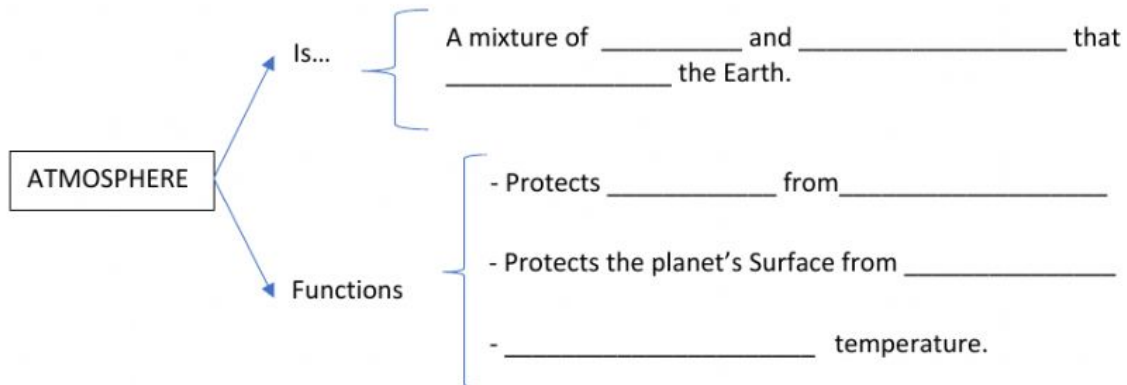 Is...
A mixture of __________ and ___________________ that
________________ the Earth.
ATMOSPHERE
- Protects ____________ from___________________
- Protects the planet's Surface from _______________
Functions
- ______________________ temperature.